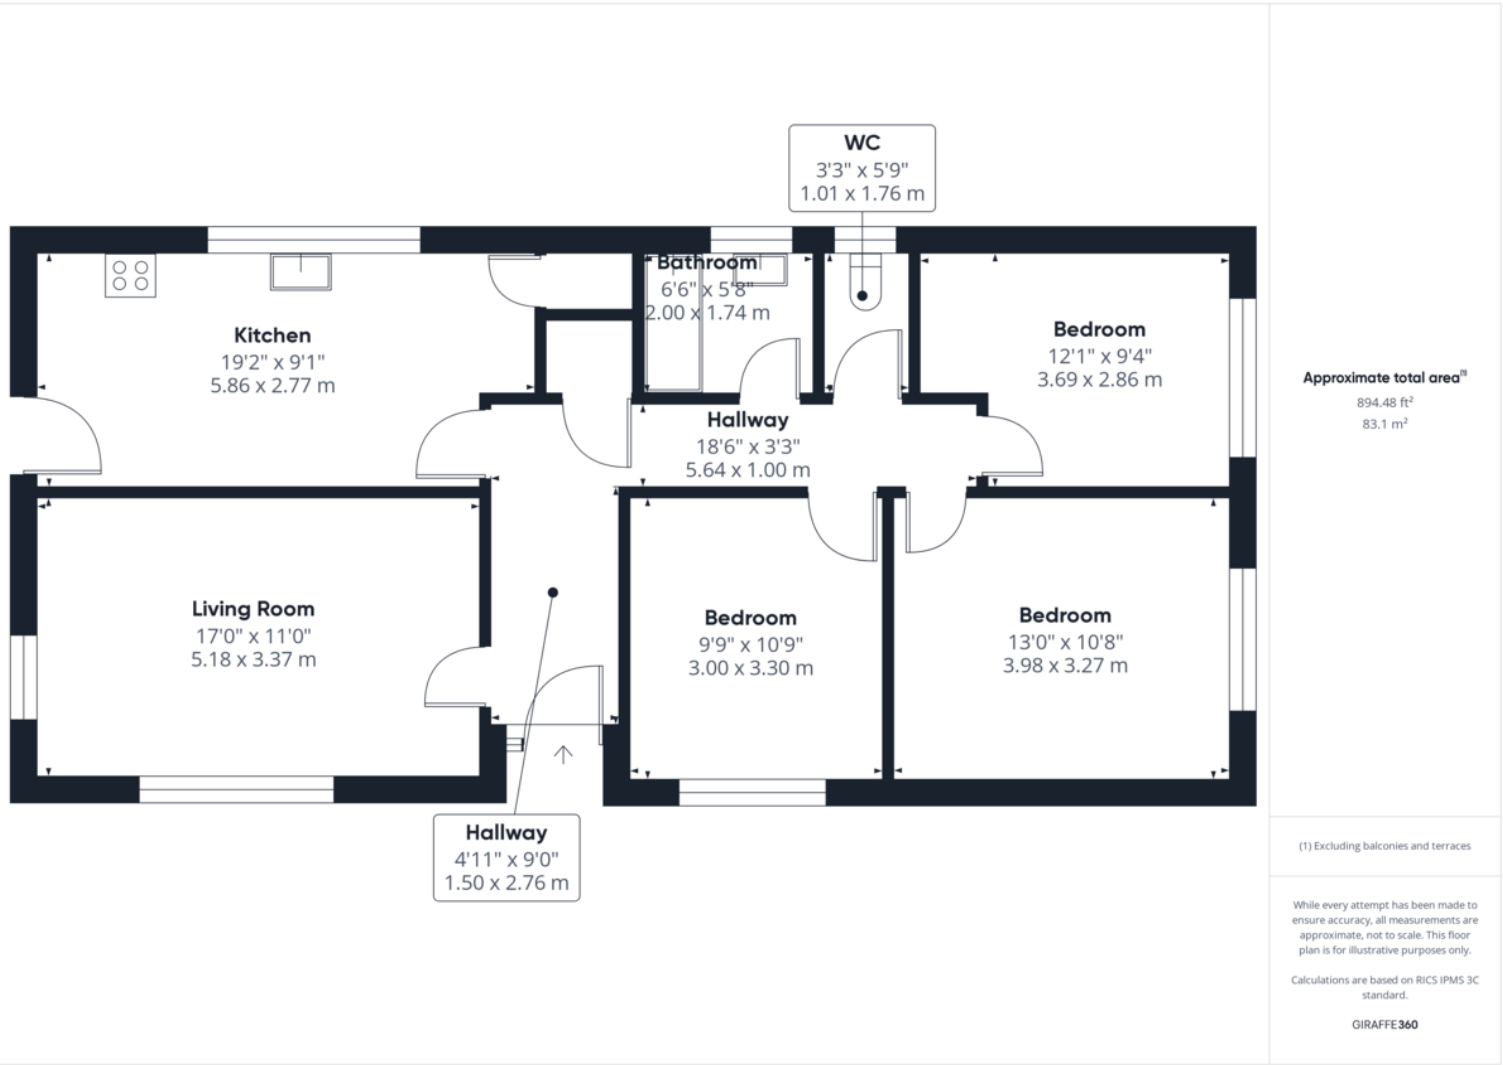 WC
3'3" x 5'9"
1.01 x 1.76 m
Kitchen
19'2" x 9'1"
5.86 x 2.77 m
Bathroom
6'6" x 5'8"
2.00 x 1.74 m
Bedroom
12'1" x 9'4"
3.69 x 2.86 m
Hallway
18'6" x 3'3"
5.64 x 1.00 m
Living Room
17'0" x 11'0"
5.18 x 3.37 m
Bedroom
9'9" x 10'9"
3.00 x 3.30 m
Bedroom
13'0" x 10'8"
3.98 x 3.27 m
Hallway
4'11" x 9'0"
1.50 x 2.76 m
Approximate total area⁽¹⁾
894.48 ft²
83.1 m²
(1) Excluding balconies and terraces
While every attempt has been made to
ensure accuracy, all measurements are
approximate, not to scale. This floor
plan is for illustrative purposes only.
Calculations are based on RICS IPMS 3C
standard.
GIRAFFE360